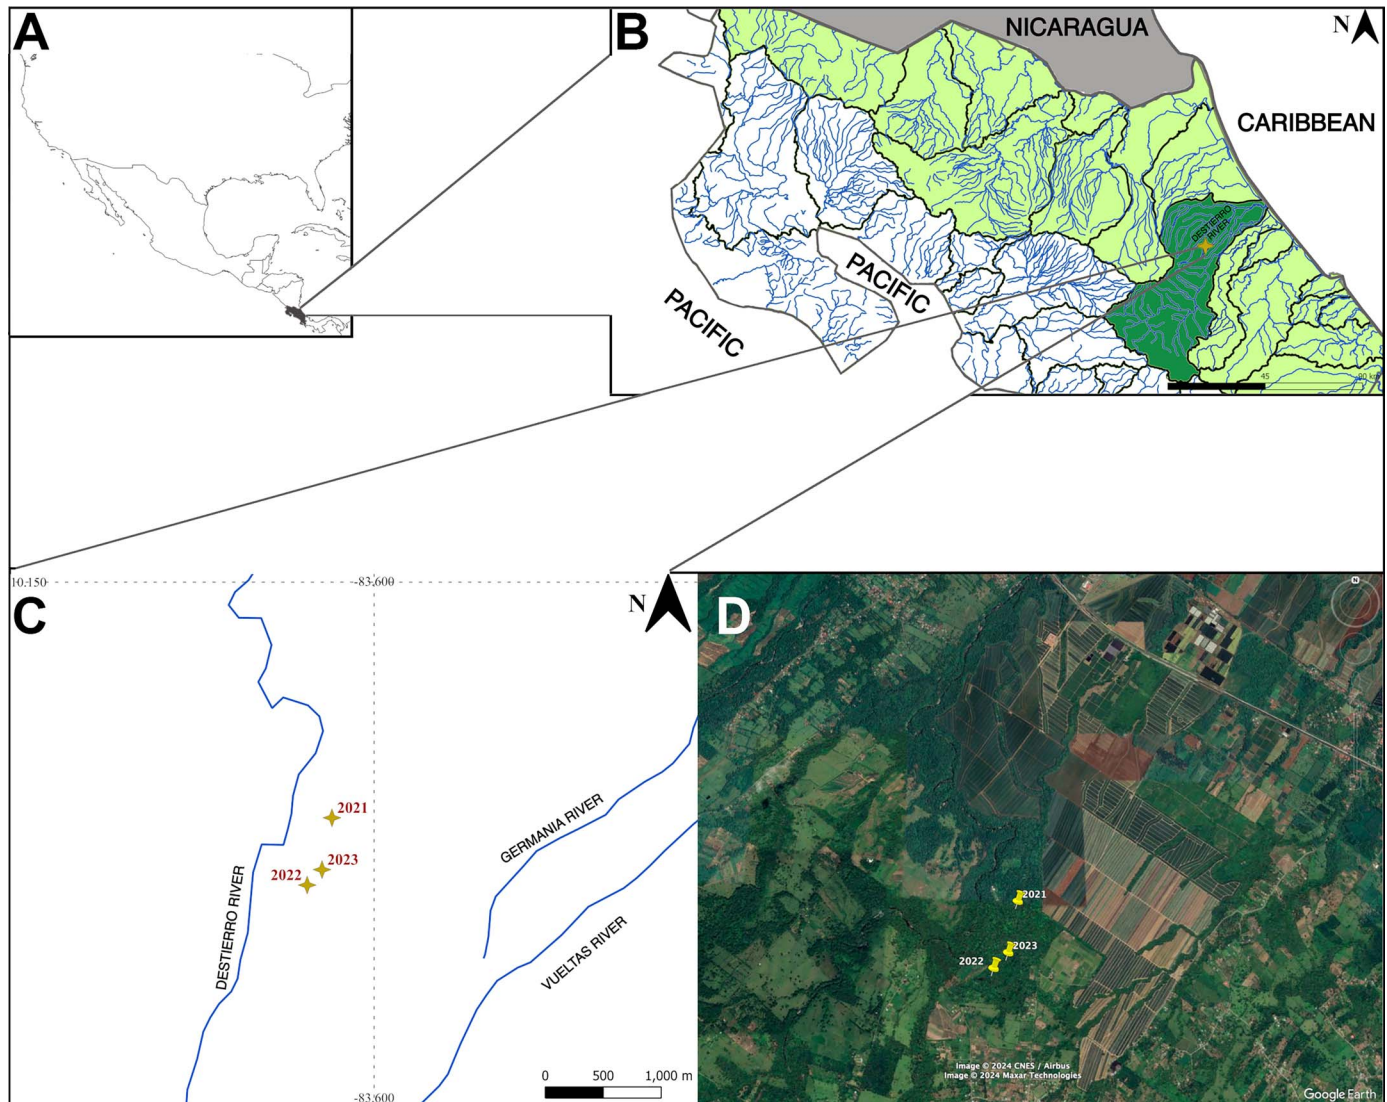 A
B
NICARAGUA
N
CARIBBEAN
DESTIERRO
RIVER
PACIFIC
PACIFIC
45
90 km
C
10.150
-83.600
N
2021
2023
2022
GERMANIA RIVER
DESTIERRO RIVER
VUELTAS RIVER
0 500 1,000 m
-83.600
D
N
2021
2023
2022
Image © 2024 CNES / Airbus
Image © 2024 Maxar Technologies
Google Earth